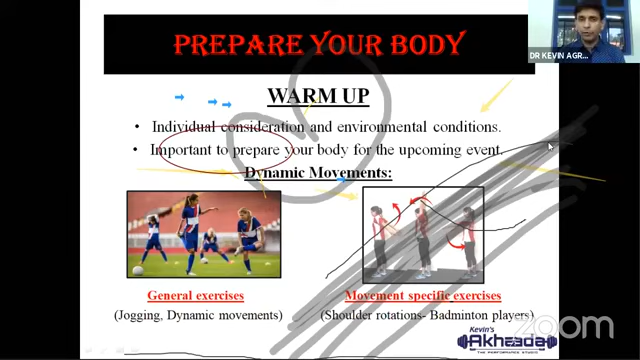 PREPARE YOUR BODY
DR KEVIN AGR...
WARM UP
• Individual consideration and environmental conditions.
• Important to prepare your body for the upcoming event.
Dynamic Movements:
General exercises
(Jogging, Dynamic movements)
Movement specific exercises
(Shoulder rotations- Badminton players)
Kevin's
Akhaada
THE PERFORMANCE STUDIO
zoom